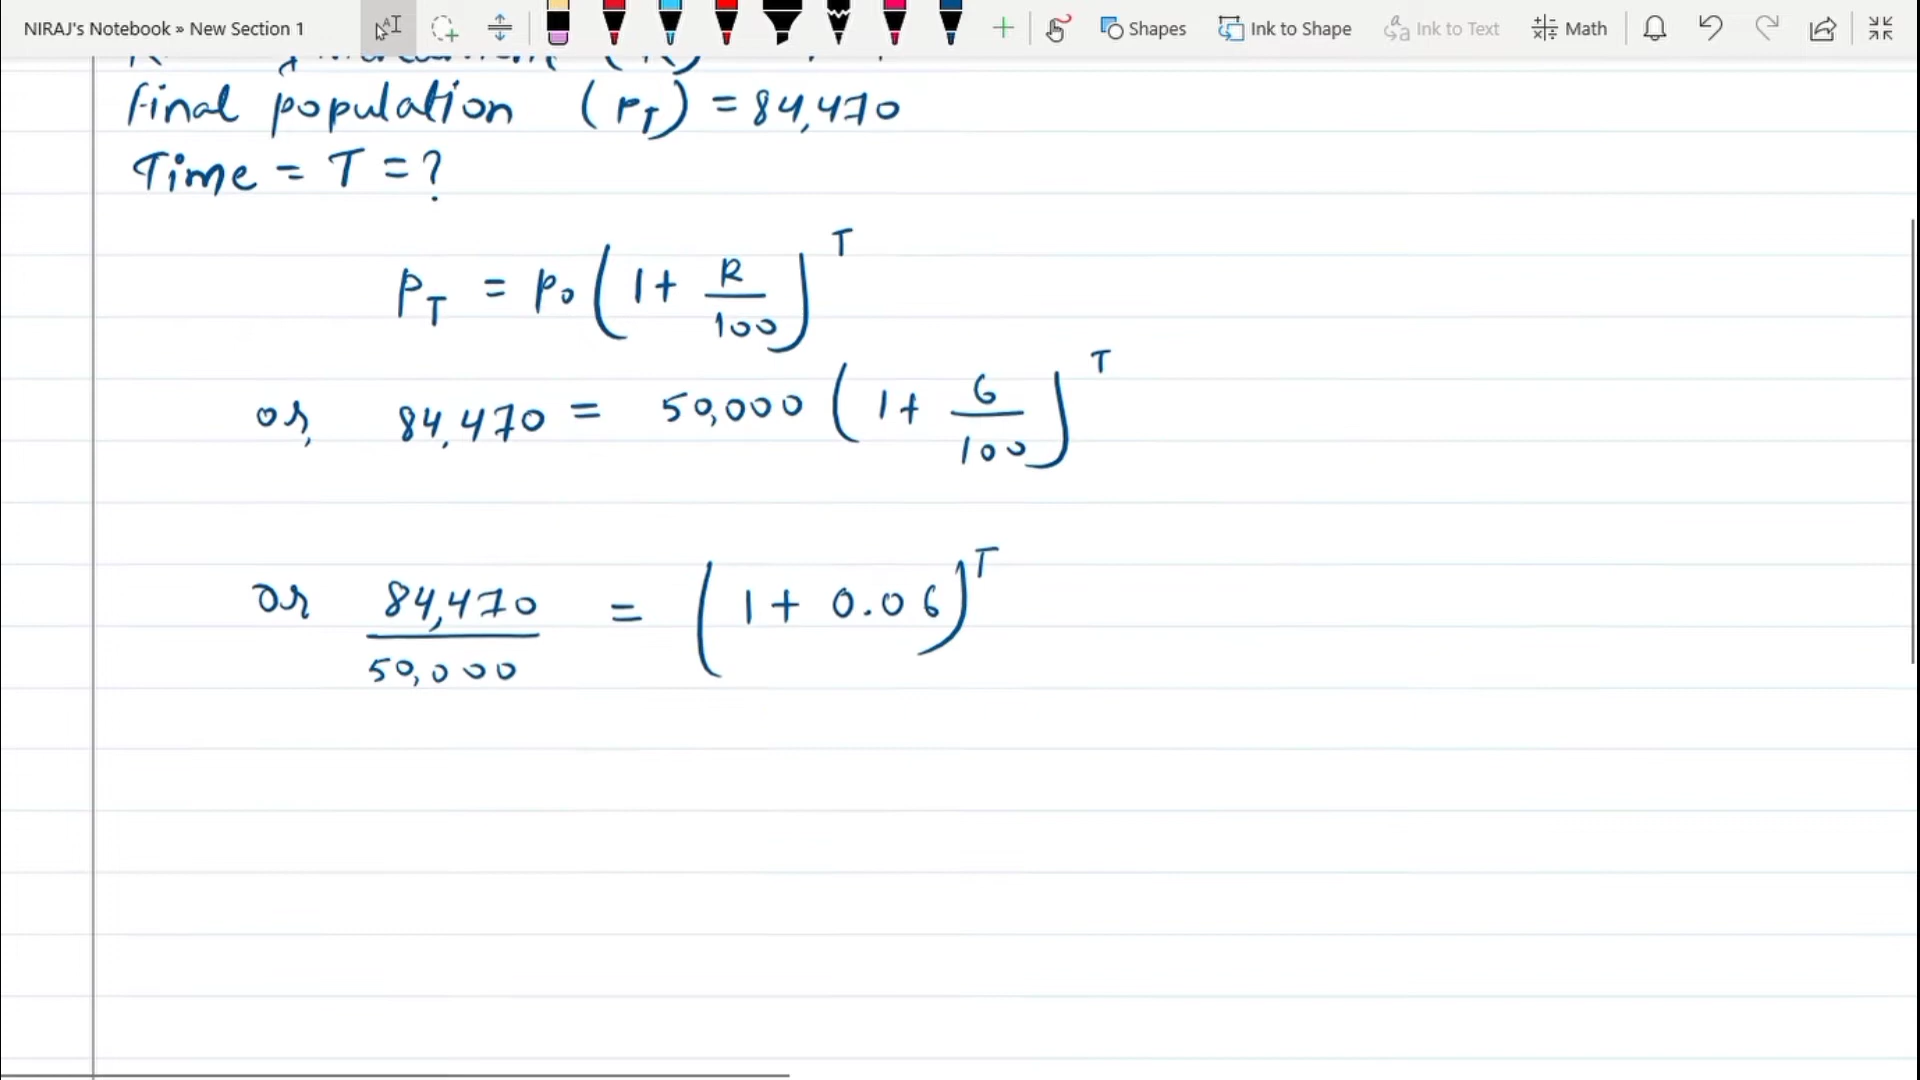 NIRAJ's Notebook » New Section 1 Shapes Ink to Shape Ink to Text Math
final population (PT) = 84,470
Time = T = ?
PT = P0 (1 + R/100)^T
or, 84,470 = 50,000 (1 + 6/100)^T
or 84,470/50,000 = (1 + 0.06)^T